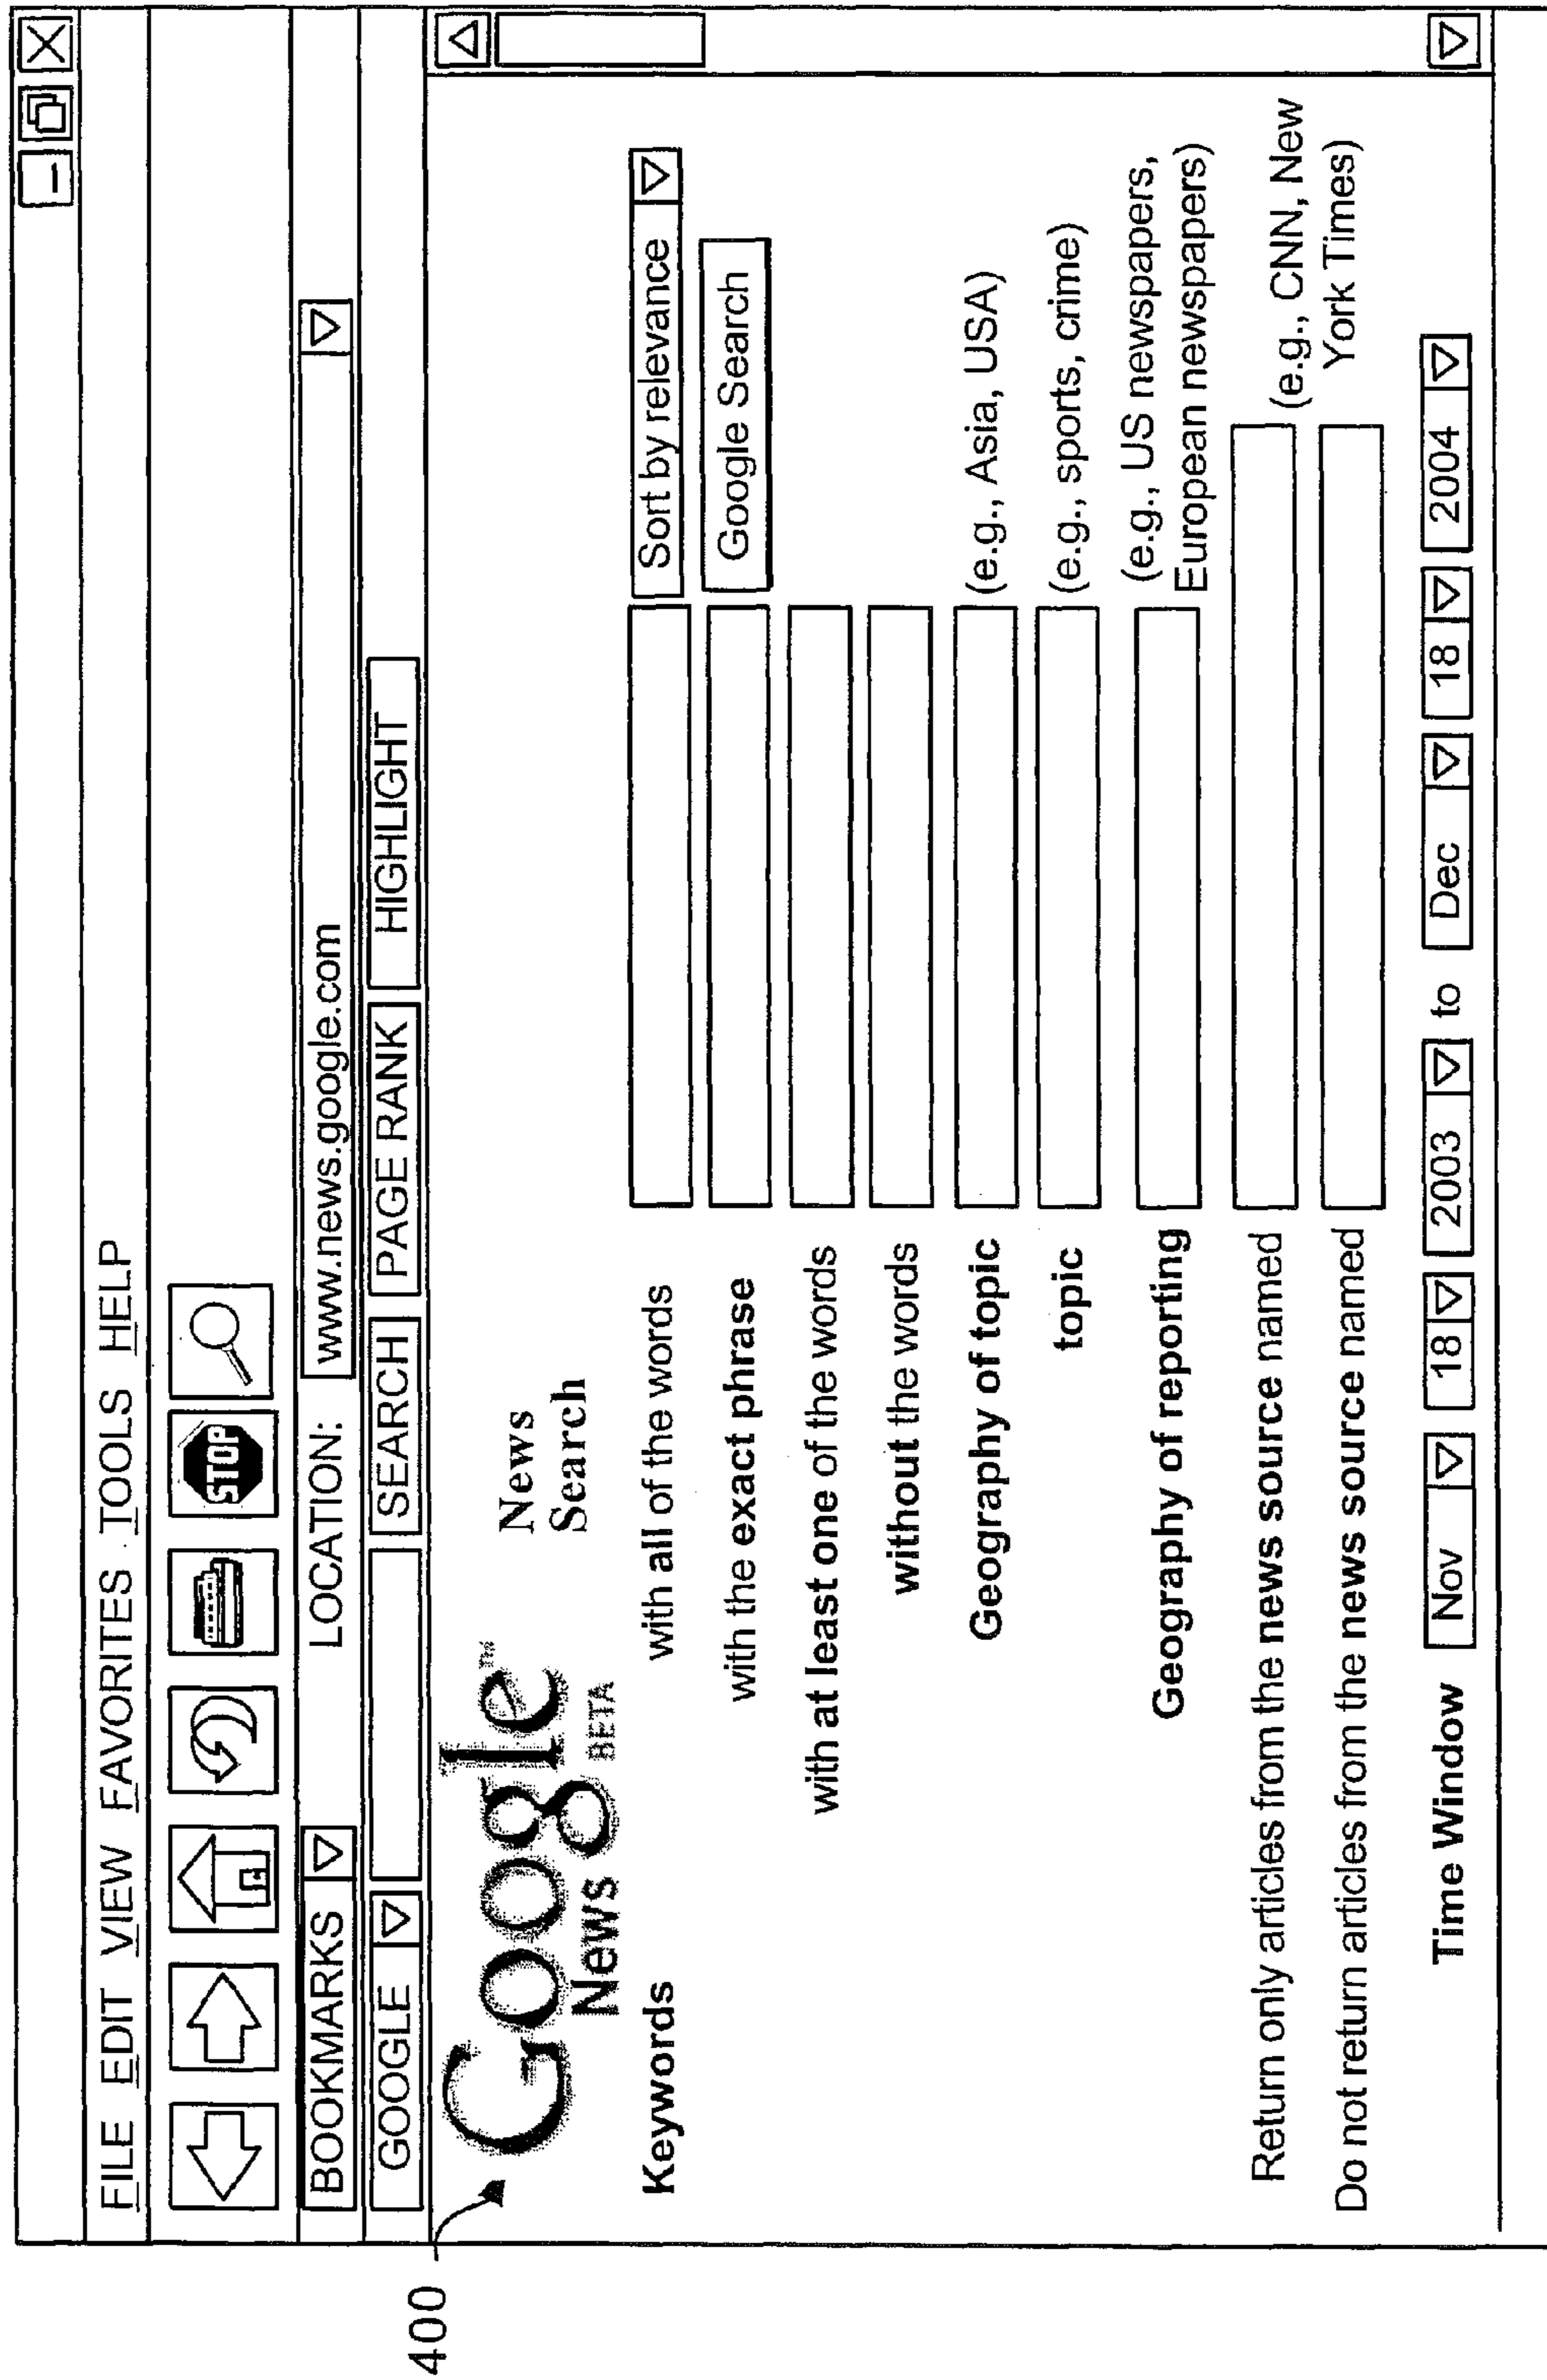 FILE EDIT VIEW FAVORITES TOOLS HELP
STOP
BOOKMARKS LOCATION: www.news.google.com
GOOGLE SEARCH PAGE RANK HIGHLIGHT
400
Google™
News BETA
News
Search
Keywords with all of the words Sort by relevance
with the exact phrase Google Search
with at least one of the words
without the words
Geography of topic (e.g., Asia, USA)
topic (e.g., sports, crime)
Geography of reporting (e.g., US newspapers,
European newspapers)
Return only articles from the news source named (e.g., CNN, New
Do not return articles from the news source named York Times)
Time Window Nov 18 2003 to Dec 18 2004